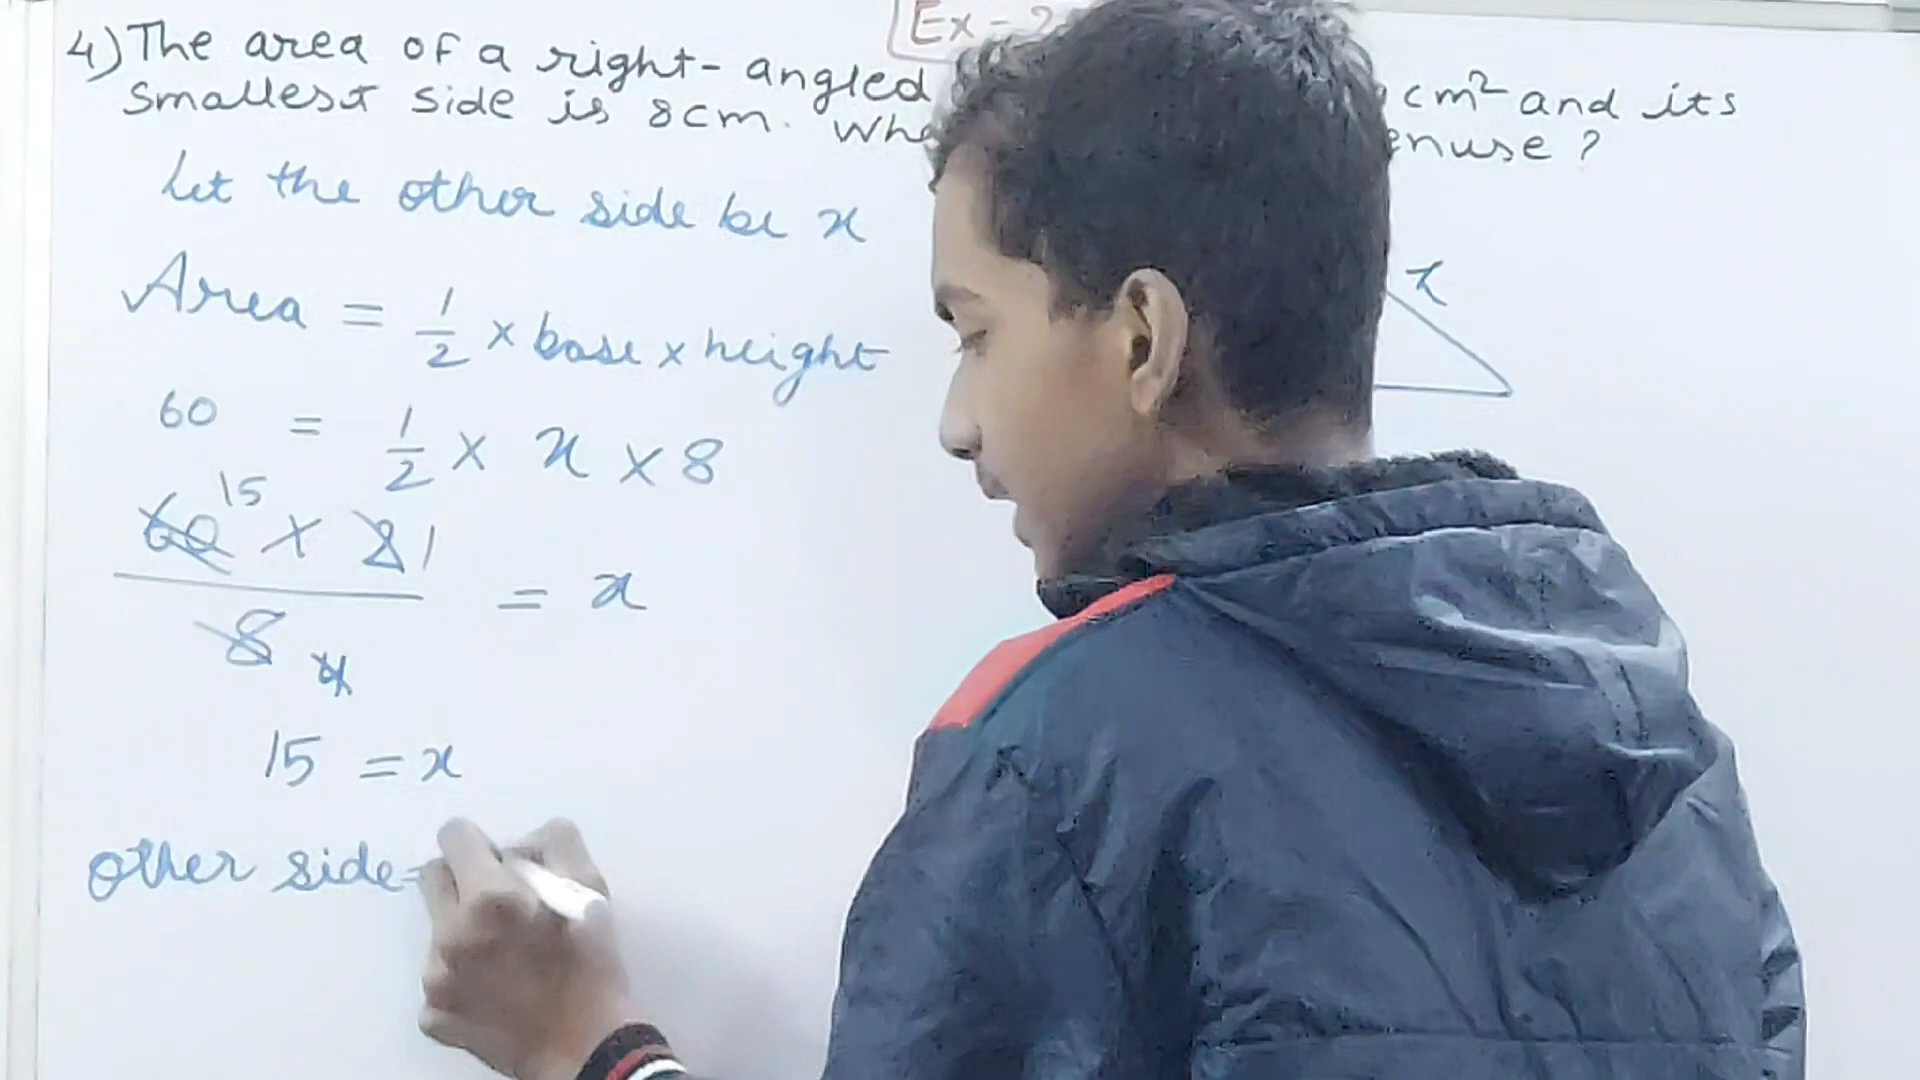 Ex - 2
4) The area of a right-angled cm² and its
smallest side is 8cm. enuse ?
Let the other side be x
Area = 1/2 × base × height
60 = 1/2 × x × 8
15
60 × 2 1
= x
8 4
15 = x
other side =